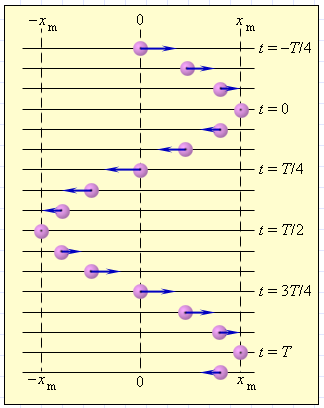 −xm 0 xm
t = −T/4
t = 0
t = T/4
t = T/2
t = 3T/4
t = T
−xm 0 xm